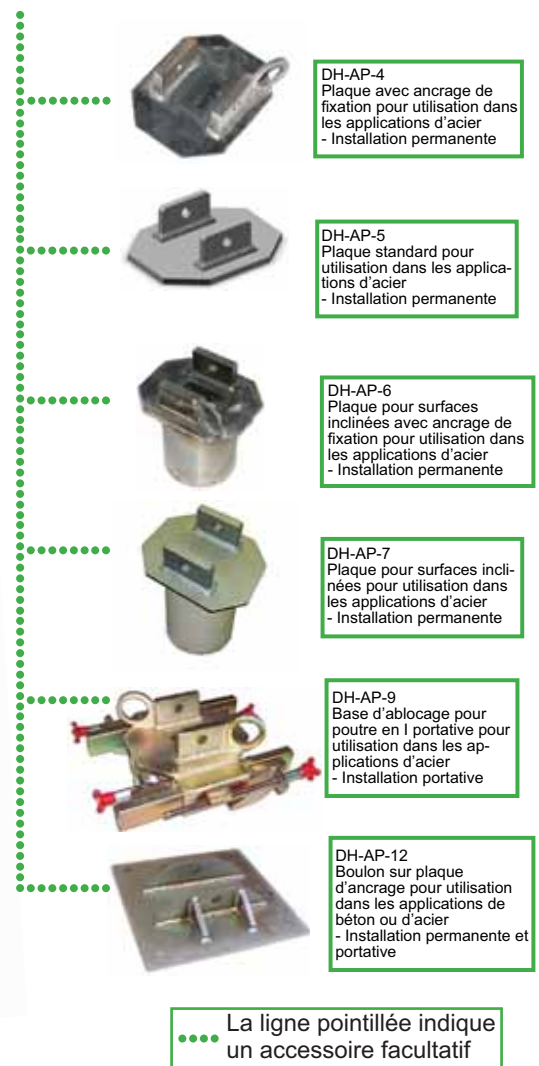 DH-AP-4
Plaque avec ancrage de
fixation pour utilisation dans
les applications d'acier
- Installation permanente
DH-AP-5
Plaque standard pour
utilisation dans les applica-
tions d'acier
- Installation permanente
DH-AP-6
Plaque pour surfaces
inclinées avec ancrage de
fixation pour utilisation dans
les applications d'acier
- Installation permanente
DH-AP-7
Plaque pour surfaces incli-
nées pour utilisation dans
les applications d'acier
- Installation permanente
DH-AP-9
Base d'ablocage pour
poutre en I portative pour
utilisation dans les ap-
plications d'acier
- Installation portative
DH-AP-12
Boulon sur plaque
d'ancrage pour utilisation
dans les applications de
béton ou d'acier
- Installation permanente et
portative
La ligne pointillée indique
un accessoire facultatif